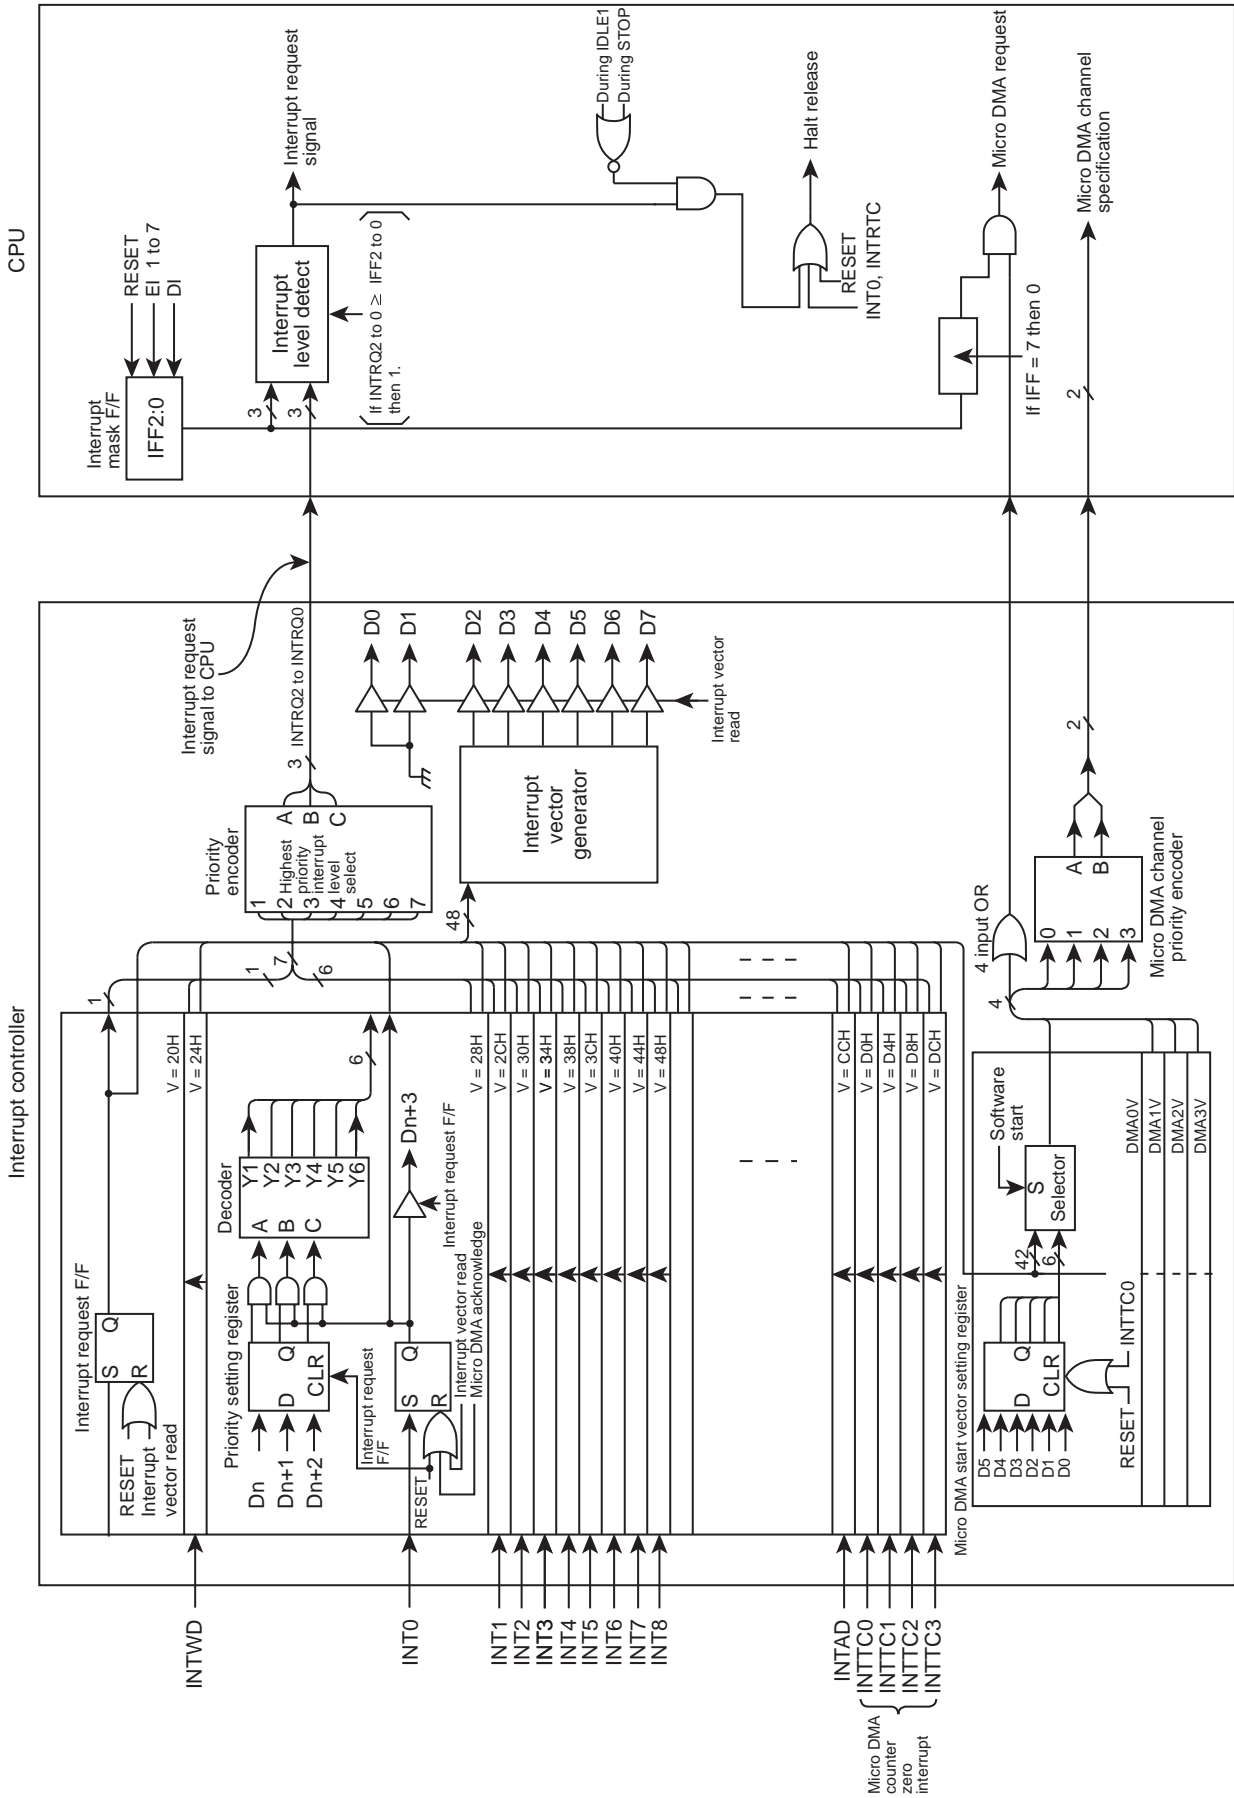 Interrupt controller
CPU
Interrupt request F/F
S
Q
R
RESET
Interrupt
vector read
1
V = 20H
V = 24H
INTWD
Priority setting register
Dn
Dn+1
Dn+2
D
Q
CLR
Decoder
A
B
C
Y1
Y2
Y3
Y4
Y5
Y6
6
Interrupt request
F/F
INT0
RESET
S
Q
R
Dn+3
Interrupt request F/F
Interrupt vector read
Micro DMA acknowledge
INT1
INT2
INT3
INT4
INT5
INT6
INT7
INT8
V = 28H
V = 2CH
V = 30H
V = 34H
V = 38H
V = 3CH
V = 40H
V = 44H
V = 48H
INTAD
INTTC0
INTTC1
INTTC2
INTTC3
V = CCH
V = D0H
V = D4H
V = D8H
V = DCH
Micro DMA
counter
zero
interrupt
1
7
6
Priority
encoder
1
2
3
4
5
6
7
Highest
priority
interrupt
level
select
A
B
C
3
INTRQ2 to INTRQ0
Interrupt request
signal to CPU
48
Interrupt
vector
generator
D0
D1
D2
D3
D4
D5
D6
D7
Interrupt vector
read
Micro DMA start vector setting register
D5
D4
D3
D2
D1
D0
D
Q
CLR
RESET
INTTC0
42
6
S
Selector
Software
start
DMA0V
DMA1V
DMA2V
DMA3V
4
4 input OR
0
1
2
3
A
B
Micro DMA channel
priority encoder
2
Interrupt
mask F/F
IFF2:0
RESET
EI 1 to 7
DI
3
3
Interrupt
level detect
If INTRQ2 to 0 ≥ IFF2 to 0
then 1.
Interrupt request
signal
During IDLE1
During STOP
Halt release
RESET
INT0, INTRTC
If IFF = 7 then 0
Micro DMA request
2
Micro DMA channel
specification